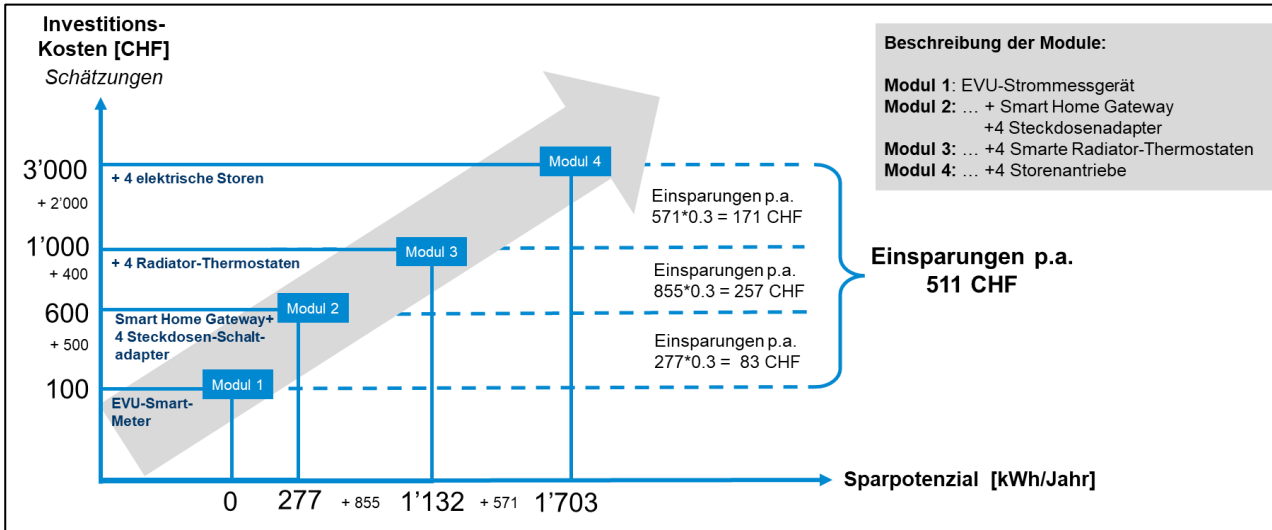 Investitions-
Kosten [CHF]
Schätzungen
3’000
+ 2’000
1’000
+ 400
600
+ 500
100
+ 4 elektrische Storen
+ 4 Radiator-Thermostaten
Smart Home Gateway+
4 Steckdosen-Schalt-
adapter
EVU-Smart-
Meter
Modul 4
Modul 3
Modul 2
Modul 1
Einsparungen p.a.
571*0.3 = 171 CHF
Einsparungen p.a.
855*0.3 = 257 CHF
Einsparungen p.a.
277*0.3 = 83 CHF
Einsparungen p.a.
511 CHF
Beschreibung der Module:
Modul 1: EVU-Strommessgerät
Modul 2: … + Smart Home Gateway
+4 Steckdosenadapter
Modul 3: … +4 Smarte Radiator-Thermostaten
Modul 4: … +4 Storenantriebe
0 277 + 855 1’132 + 571 1’703
Sparpotenzial [kWh/Jahr]